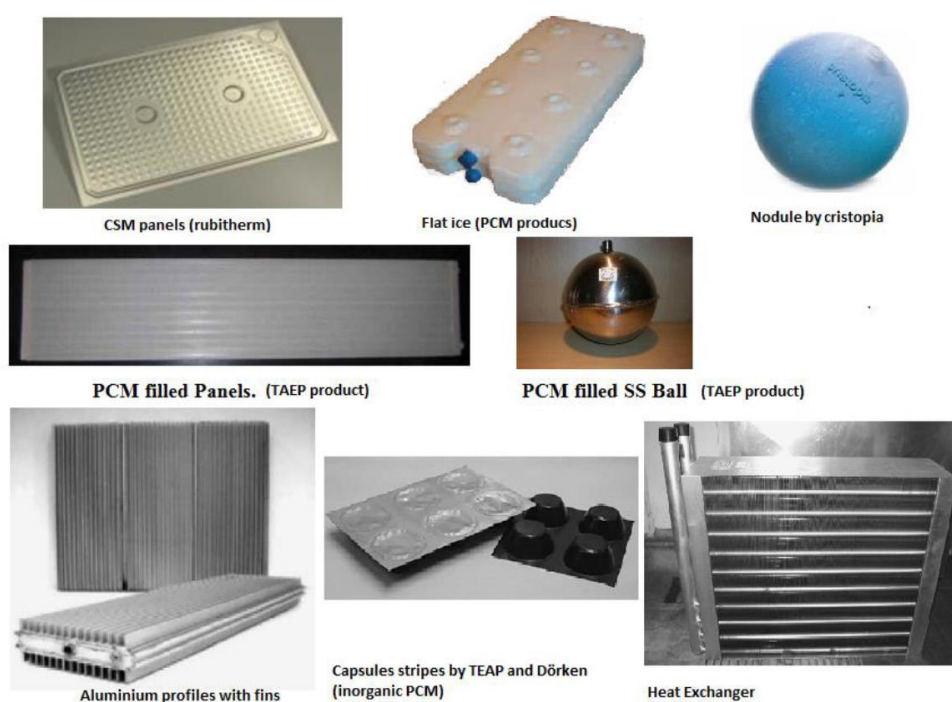 cristopia
CSM panels (rubitherm)
Flat ice (PCM producs)
Nodule by cristopia
PCM filled Panels. (TAEP product)
PCM filled SS Ball (TAEP product)
Aluminium profiles with fins
Capsules stripes by TEAP and Dörken
(inorganic PCM)
Heat Exchanger